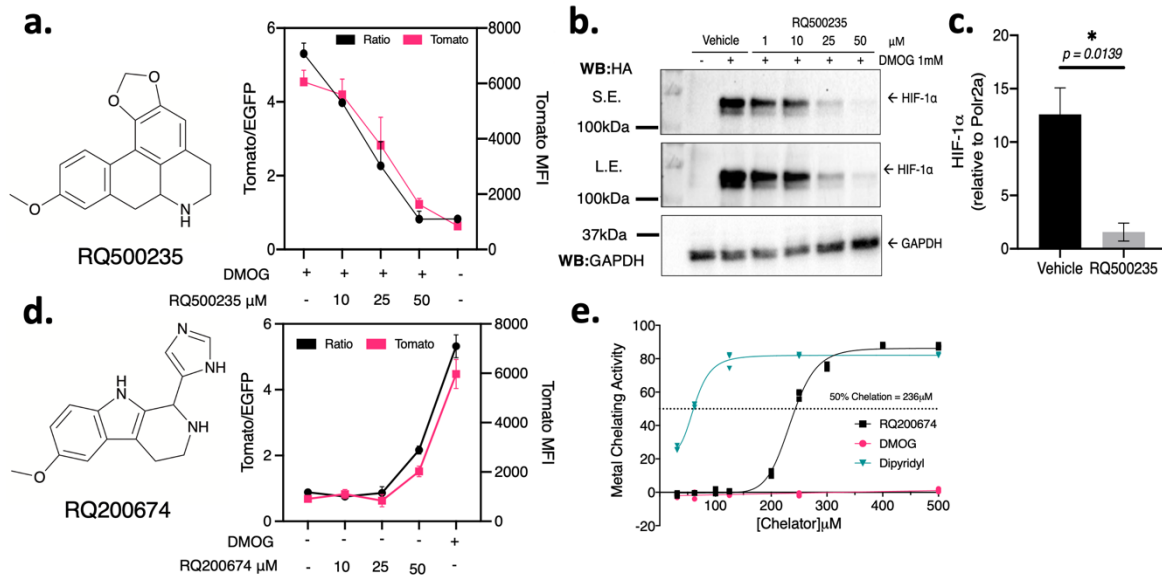 a.
O
O
O
NH
RQ500235
Ratio
Tomato
Tomato/EGFP
6
4
2
0
Tomato MFI
8000
6000
4000
2000
0
DMOG + + + + -
RQ500235 µM - 10 25 50 -
b.
RQ500235
Vehicle 1 10 25 50 µM
- + + + + + DMOG 1mM
WB:HA
S.E.
100kDa
← HIF-1α
L.E.
100kDa
← HIF-1α
37kDa
WB:GAPDH
← GAPDH
c.
*
p = 0.0139
HIF-1α
(relative to Polr2a)
20
15
10
5
0
Vehicle RQ500235
d.
N
NH
H
N
NH
O
RQ200674
Ratio
Tomato
Tomato/EGFP
6
4
2
0
Tomato MFI
8000
6000
4000
2000
0
DMOG - - - - +
RQ200674 µM - 10 25 50 -
e.
Metal Chelating Activity
100
80
60
40
20
0
-20
50% Chelation = 236µM
RQ200674
DMOG
Dipyridyl
100 200 300 400 500
[Chelator]µM